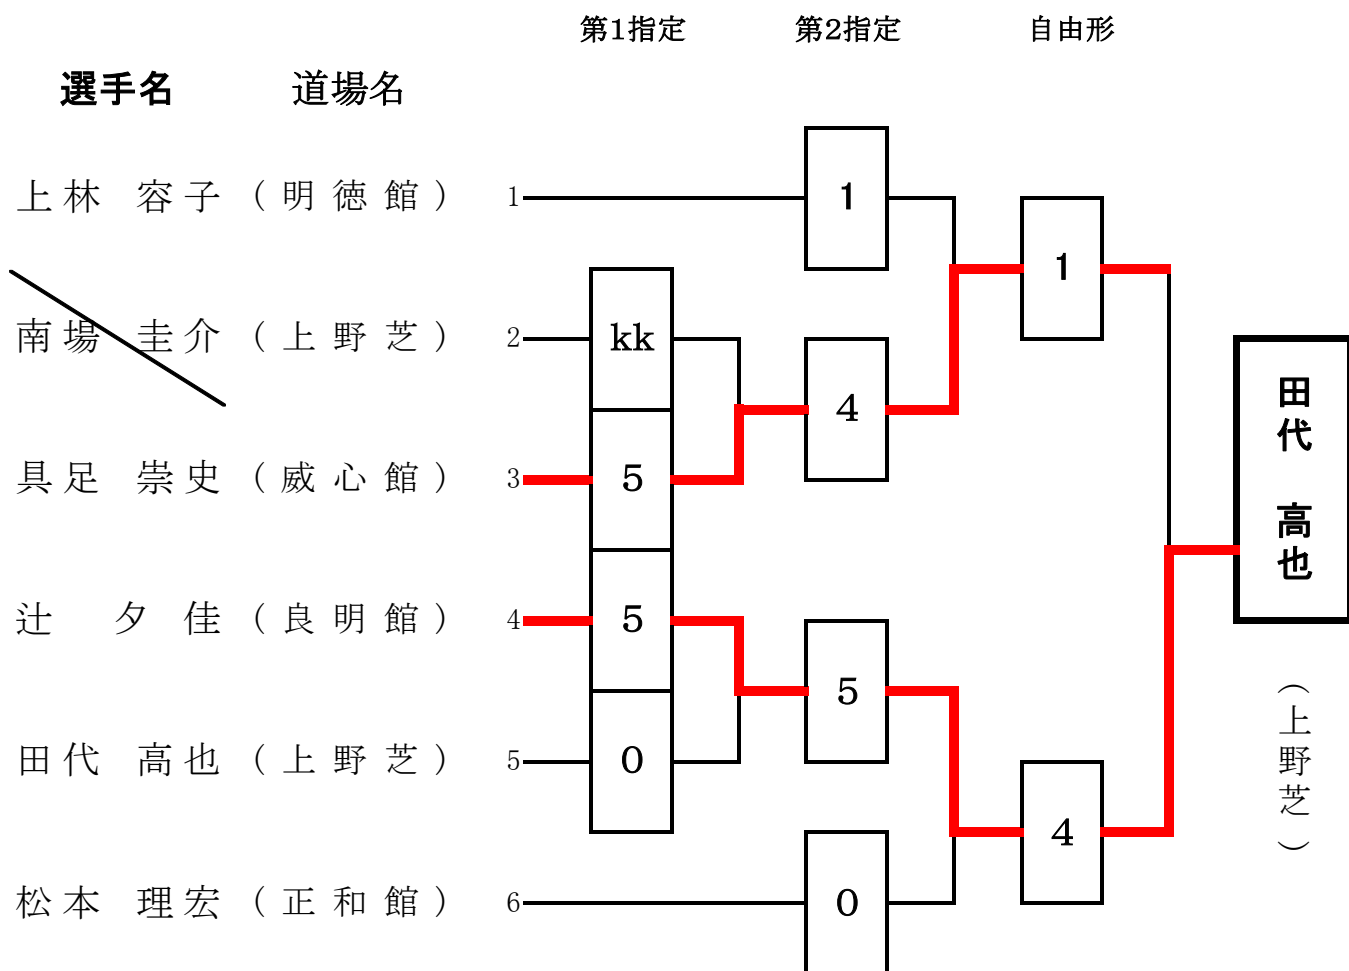 第1指定 第2指定 自由形
選手名 道場名
上林 容子 (明徳館) 1 1
1
南場 圭介 (上野芝) 2 kk
4
具足 崇史 (威心館) 3 5
辻 夕佳 (良明館) 4 5
5
田代 高也 (上野芝) 5 0
4
松本 理宏 (正和館) 6 0
田代 高也
(上野芝)